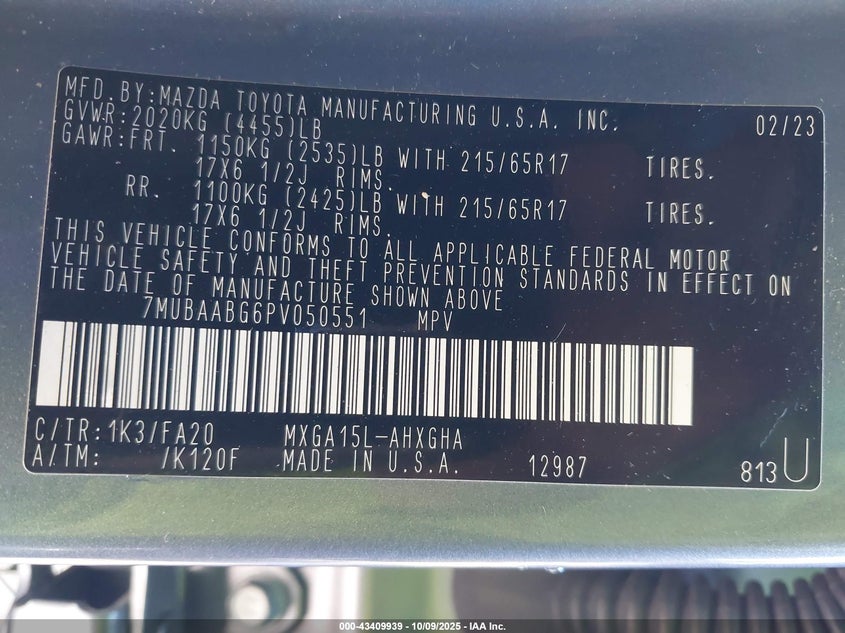 MFD. BY:MAZDA TOYOTA MANUFACTURING U.S.A. INC. 02/23
GVWR:2020KG (4455)LB
GAWR:FRT. 1150KG (2535)LB WITH 215/65R17 TIRES.
17X6 1/2J RIMS.
RR. 1100KG (2425)LB WITH 215/65R17 TIRES.
17X6 1/2J RIMS.
THIS VEHICLE CONFORMS TO ALL APPLICABLE FEDERAL MOTOR
VEHICLE SAFETY AND THEFT PREVENTION STANDARDS IN EFFECT ON
THE DATE OF MANUFACTURE SHOWN ABOVE
7MUBAABG6PV050551 MPV
C/TR:1K3/FA20 MXGA15L-AHXGHA
A/TM: /K120F MADE IN U.S.A. 12987 813U
000-43409939 - 10/09/2025 - IAA Inc.